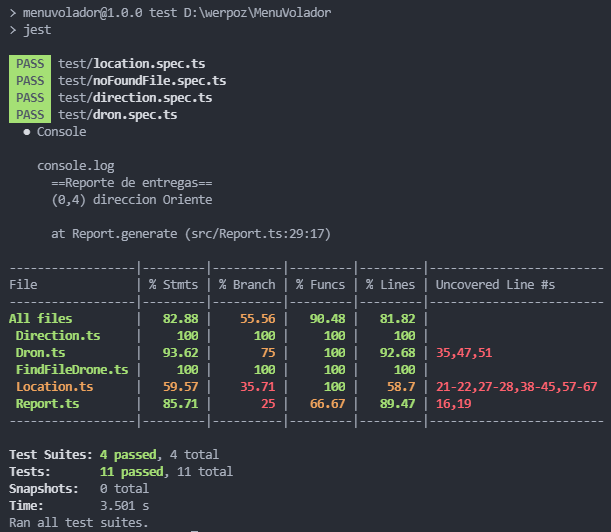 > menuvolador@1.0.0 test D:\werpoz\MenuVolador
> jest
PASS test/location.spec.ts
PASS test/noFoundFile.spec.ts
PASS test/direction.spec.ts
PASS test/dron.spec.ts
● Console
console.log
==Reporte de entregas==
(0,4) direccion Oriente
at Report.generate (src/Report.ts:29:17)
-----------------|---------|----------|---------|---------|-------------------------
File | % Stmts | % Branch | % Funcs | % Lines | Uncovered Line #s
-----------------|---------|----------|---------|---------|-------------------------
All files | 82.88 | 55.56 | 90.48 | 81.82 |
Direction.ts | 100 | 100 | 100 | 100 |
Dron.ts | 93.62 | 75 | 100 | 92.68 | 35,47,51
FindFileDrone.ts | 100 | 100 | 100 | 100 |
Location.ts | 59.57 | 35.71 | 100 | 58.7 | 21-22,27-28,38-45,57-67
Report.ts | 85.71 | 25 | 66.67 | 89.47 | 16,19
-----------------|---------|----------|---------|---------|-------------------------
Test Suites: 4 passed, 4 total
Tests: 11 passed, 11 total
Snapshots: 0 total
Time: 3.501 s
Ran all test suites.